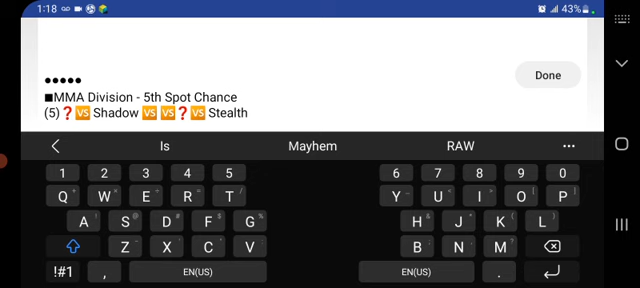 1:18 43%
●●●●●
Done
■MMA Division - 5th Spot Chance
(5)❓🆚 Shadow 🆚 🆚❓🆚 Stealth
Is Mayhem RAW •••
1 2 3 4 5 6 7 8 9 0
Q W E R T Y U I O P
A S D F G H J K L
Z X C V B N M
!#1 , EN(US) EN(US) .